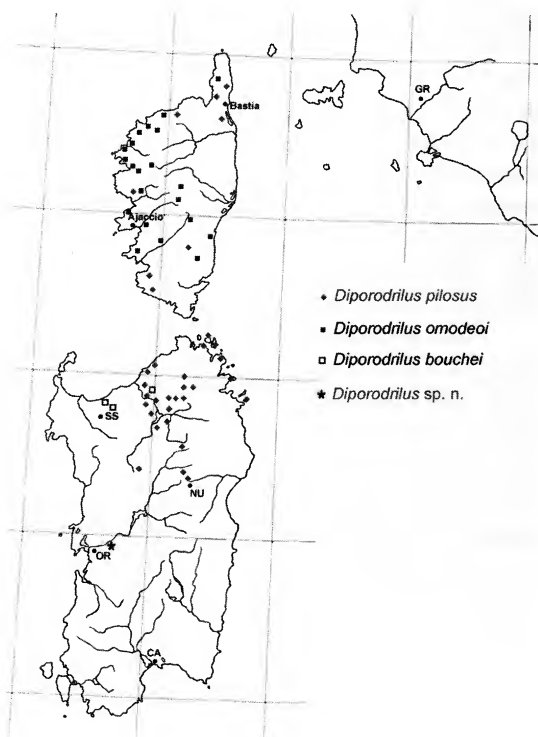 GR
Bastia
Ajaccio
Diporodrilus pilosus
Diporodrilus omodeoi
Diporodrilus bouchei
Diporodrilus sp. n.
SS
NU
OR
CA